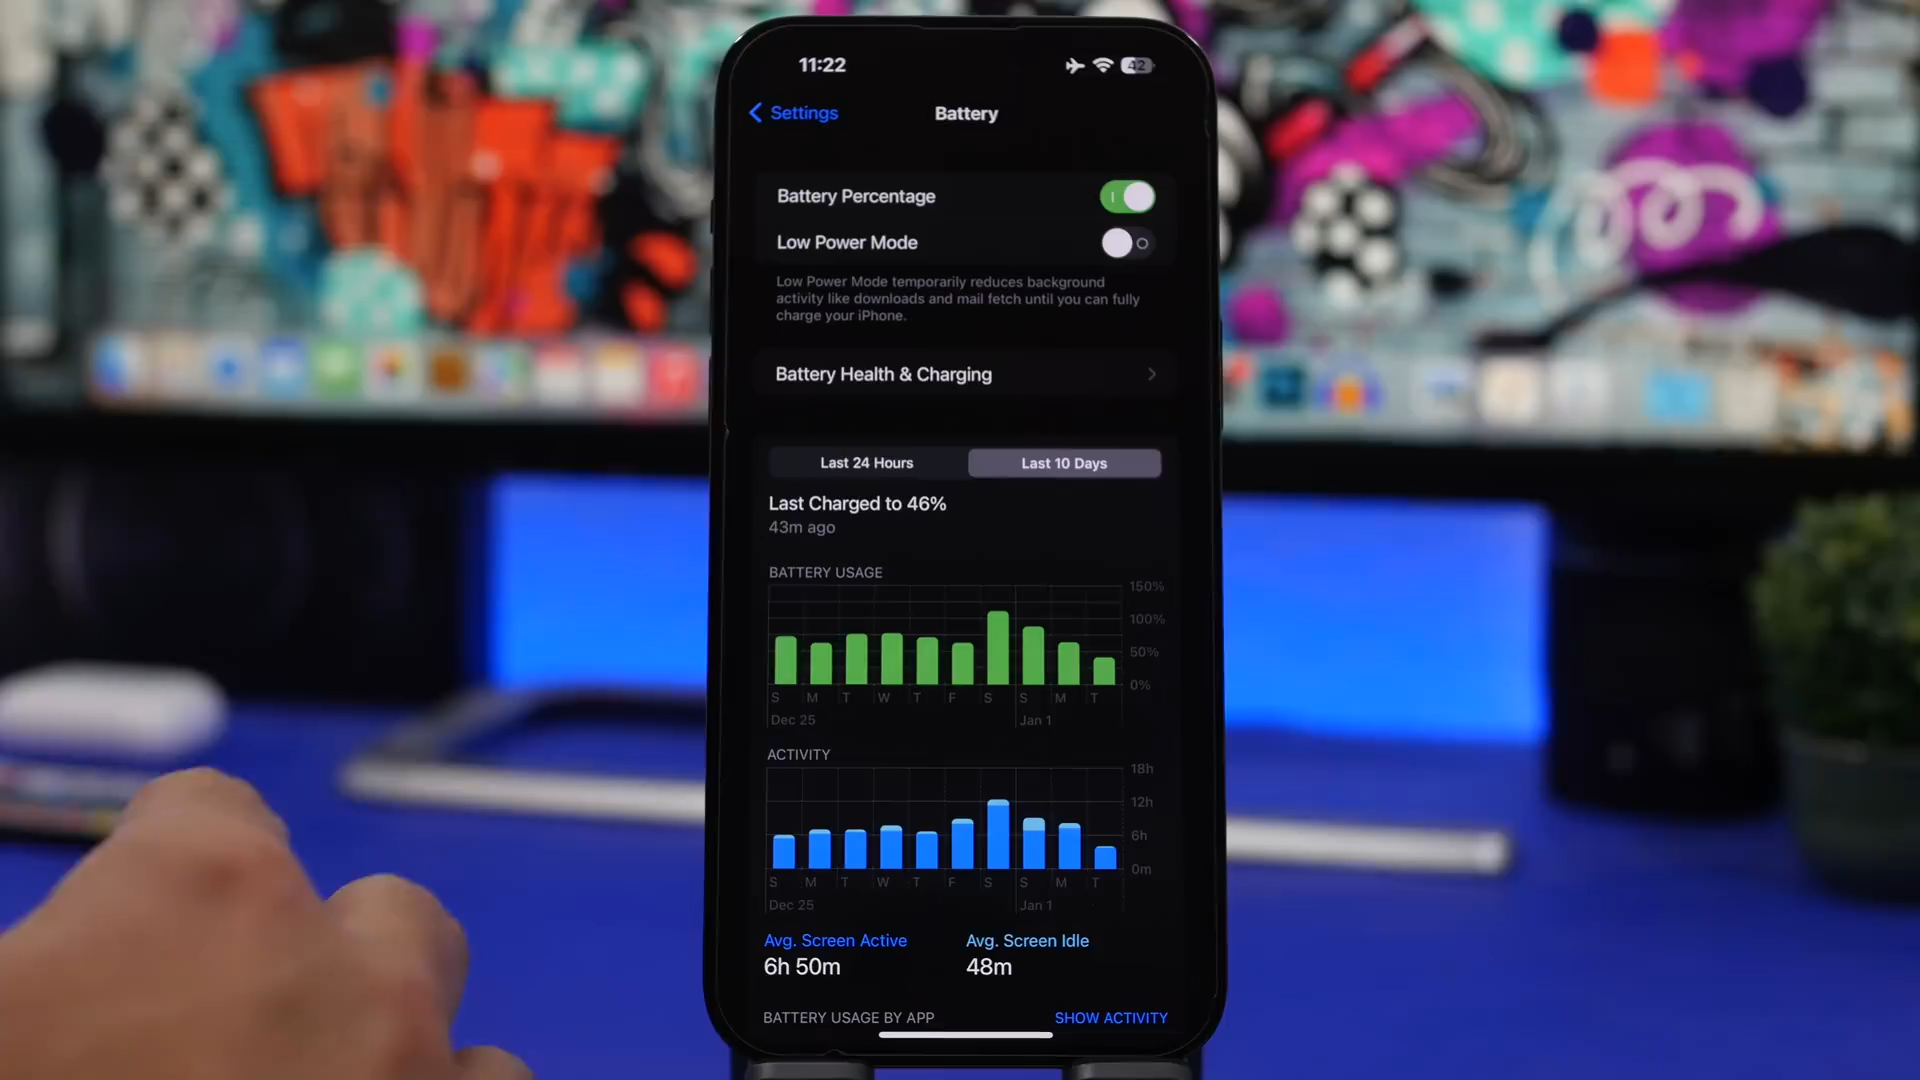 11:22
42
Settings
Battery
Battery Percentage
Low Power Mode
Low Power Mode temporarily reduces background
activity like downloads and mail fetch until you can fully
charge your iPhone.
Battery Health & Charging
Last 24 Hours
Last 10 Days
Last Charged to 46%
43m ago
BATTERY USAGE
150%
100%
50%
0%
S M T W T F S S M T
Dec 25
Jan 1
ACTIVITY
18h
12h
6h
0m
S M T W T F S S M T
Dec 25
Jan 1
Avg. Screen Active
Avg. Screen Idle
6h 50m
48m
BATTERY USAGE BY APP
SHOW ACTIVITY